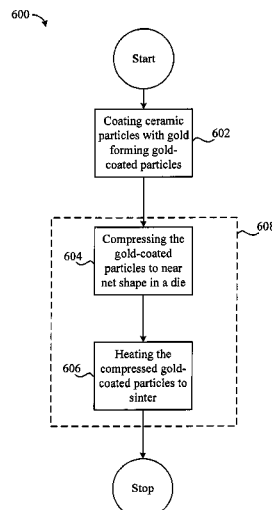 600
Start
Coating ceramic
particles with gold
forming gold-
coated particles
602
Compressing the
gold-coated
particles to near
net shape in a die
604
608
Heating the
compressed gold-
coated particles to
sinter
606
Stop